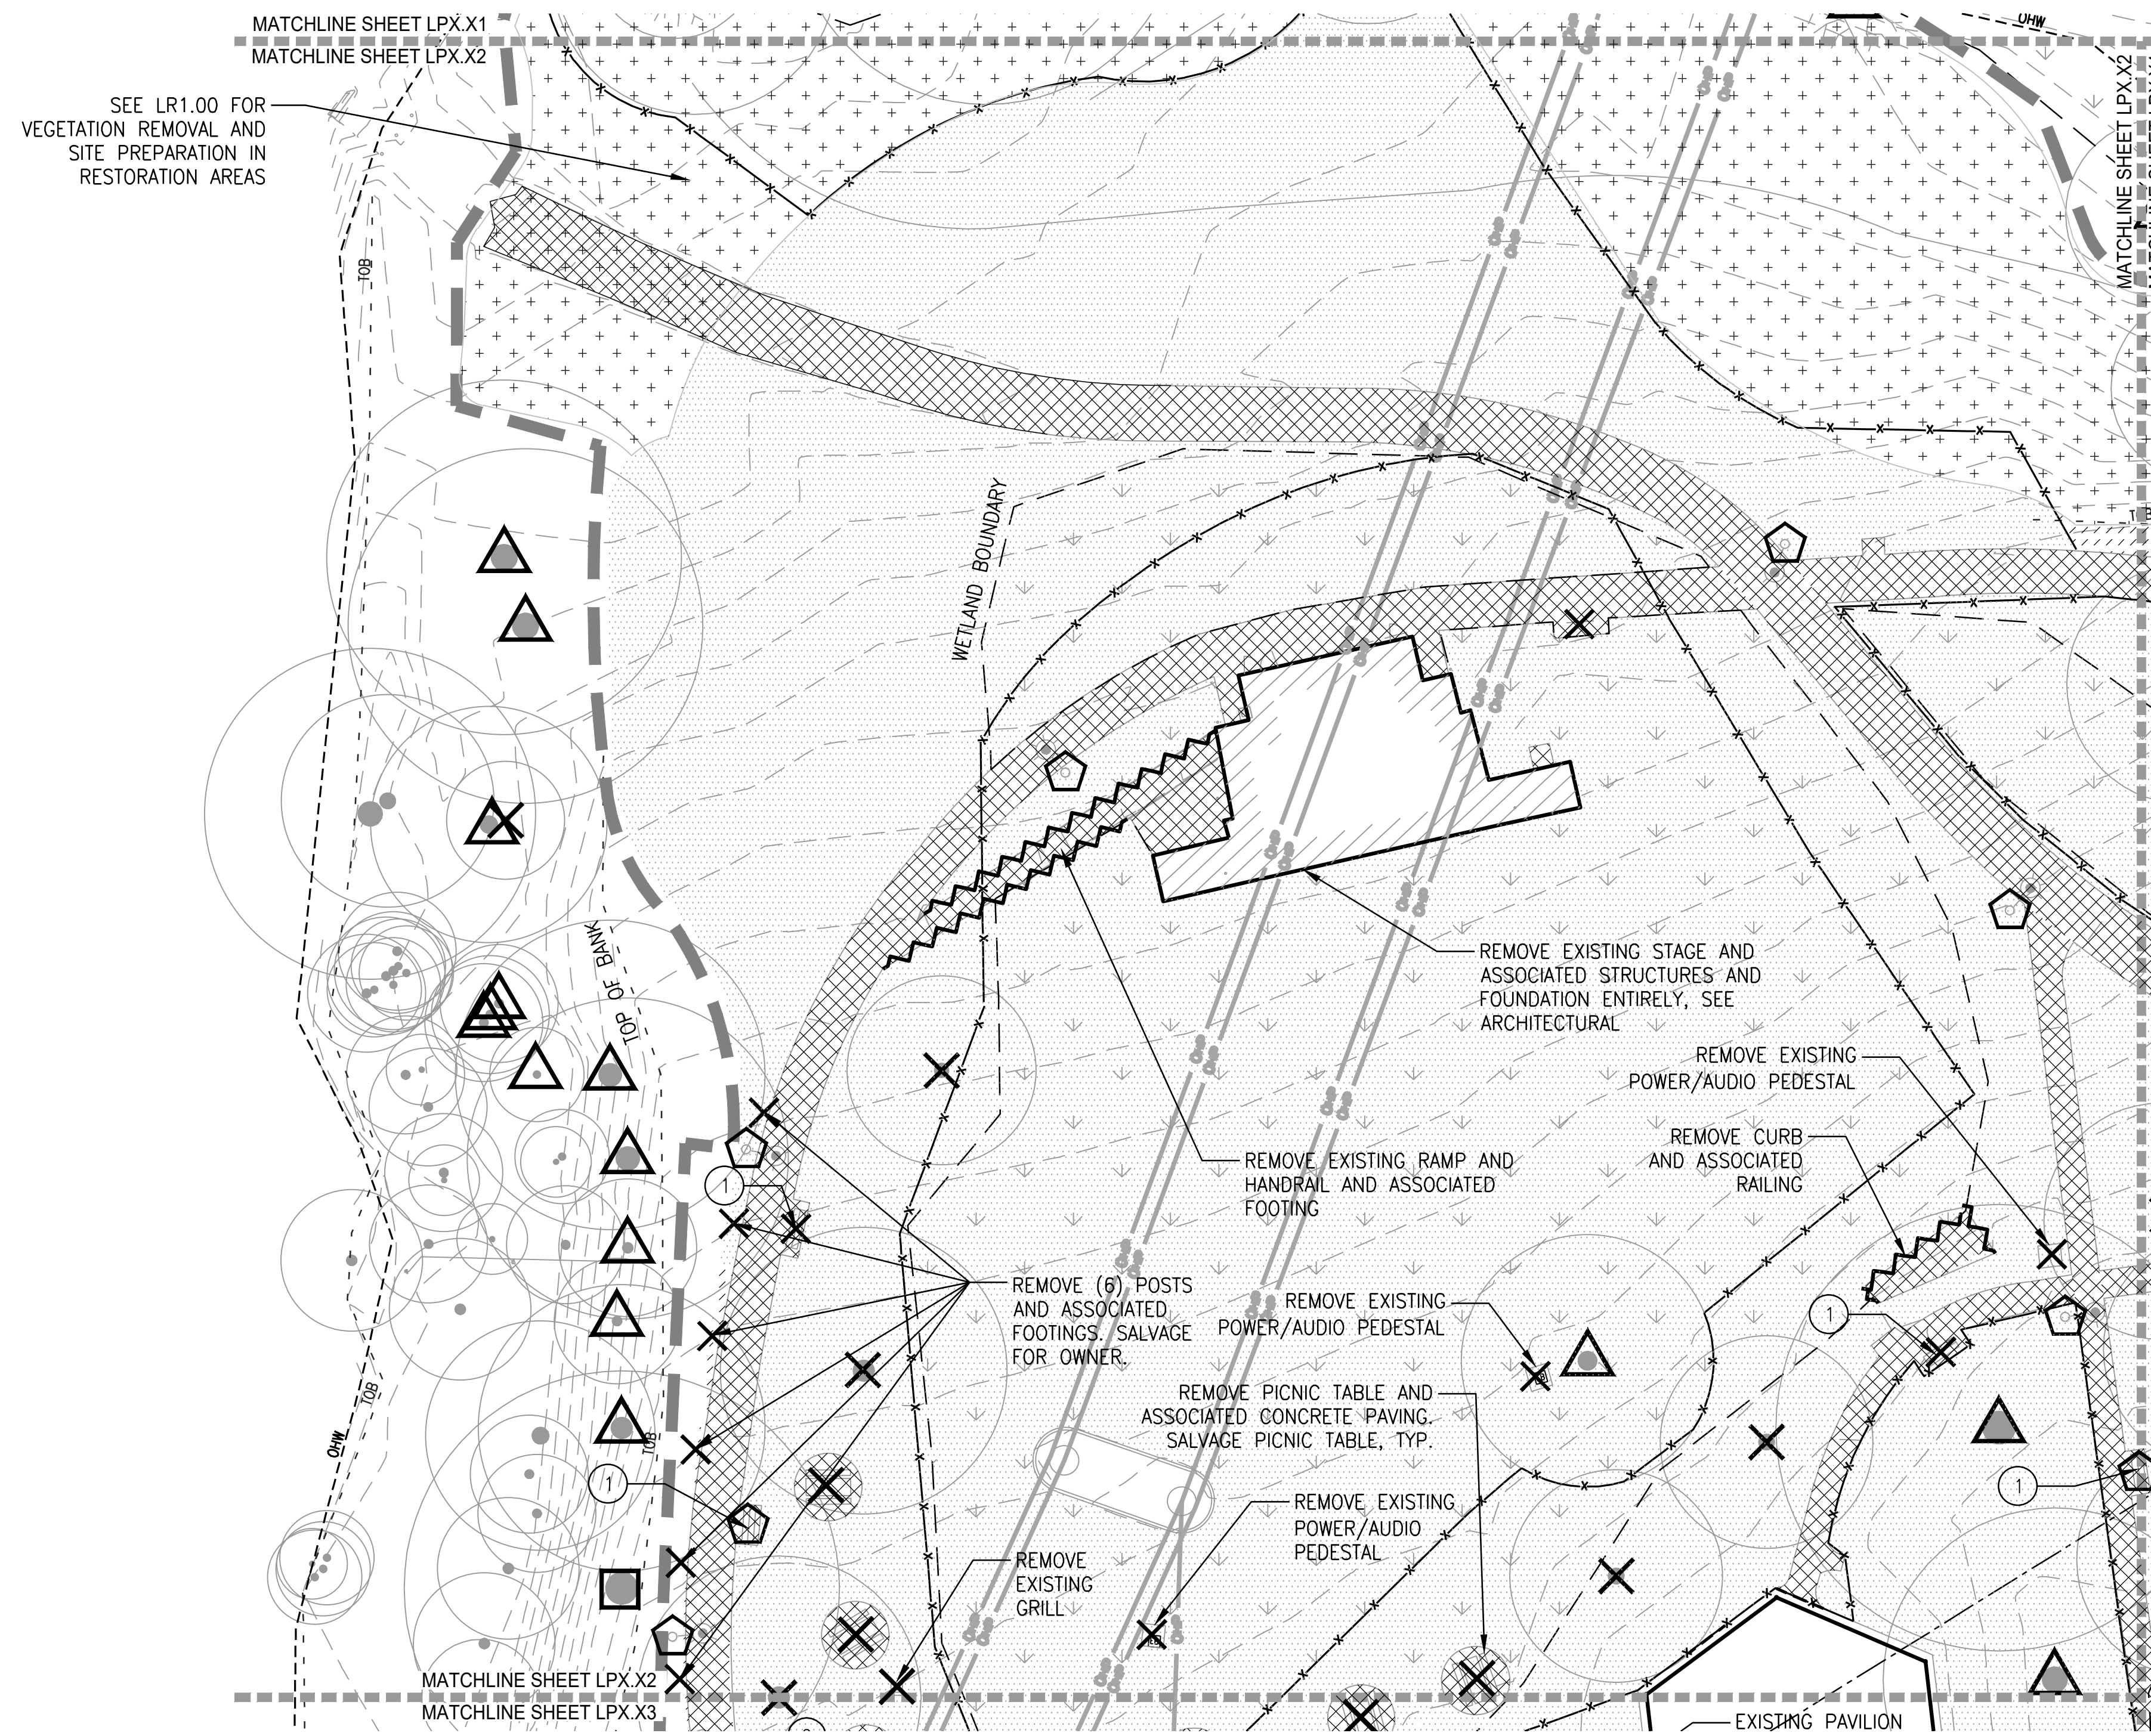 MATCHLINE SHEET LPX.X1
MATCHLINE SHEET LPX.X2
OHW
MATCHLINE SHEET LPX.X2
SEE LR1.00 FOR
VEGETATION REMOVAL AND
SITE PREPARATION IN
RESTORATION AREAS
TOB
WETLAND BOUNDARY
TOP OF BANK
REMOVE EXISTING STAGE AND
ASSOCIATED STRUCTURES AND
FOUNDATION ENTIRELY, SEE
ARCHITECTURAL
REMOVE EXISTING
POWER/AUDIO PEDESTAL
REMOVE CURB
AND ASSOCIATED
RAILING
REMOVE EXISTING RAMP AND
HANDRAIL AND ASSOCIATED
FOOTING
1
REMOVE (6) POSTS
AND ASSOCIATED
FOOTINGS. SALVAGE
FOR OWNER.
REMOVE EXISTING
POWER/AUDIO PEDESTAL
1
REMOVE PICNIC TABLE AND
ASSOCIATED CONCRETE PAVING.
SALVAGE PICNIC TABLE, TYP.
TOB
OHW
TOB
1
1
REMOVE EXISTING
POWER/AUDIO
PEDESTAL
REMOVE
EXISTING
GRILL
MATCHLINE SHEET LPX.X2
MATCHLINE SHEET LPX.X3
EXISTING PAVILION